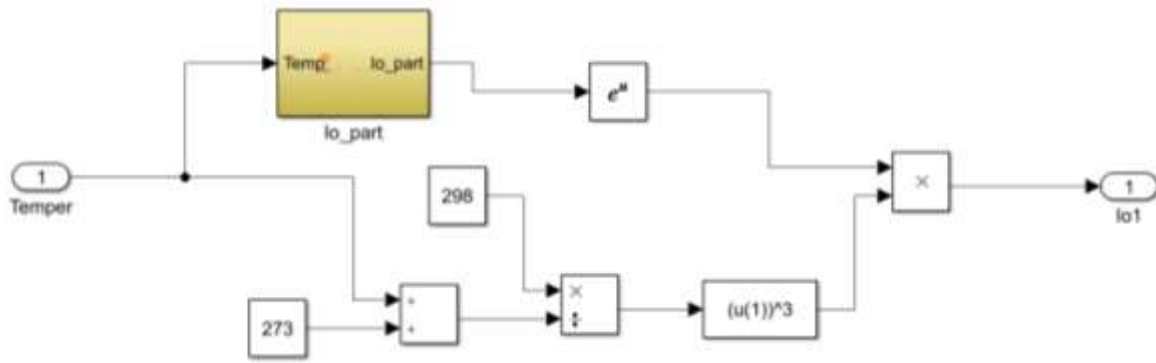 Temp Io_part
Io_part
e^u
1
Temper
298
×
1
Io1
273
+
+
×
÷
(u(1))^3